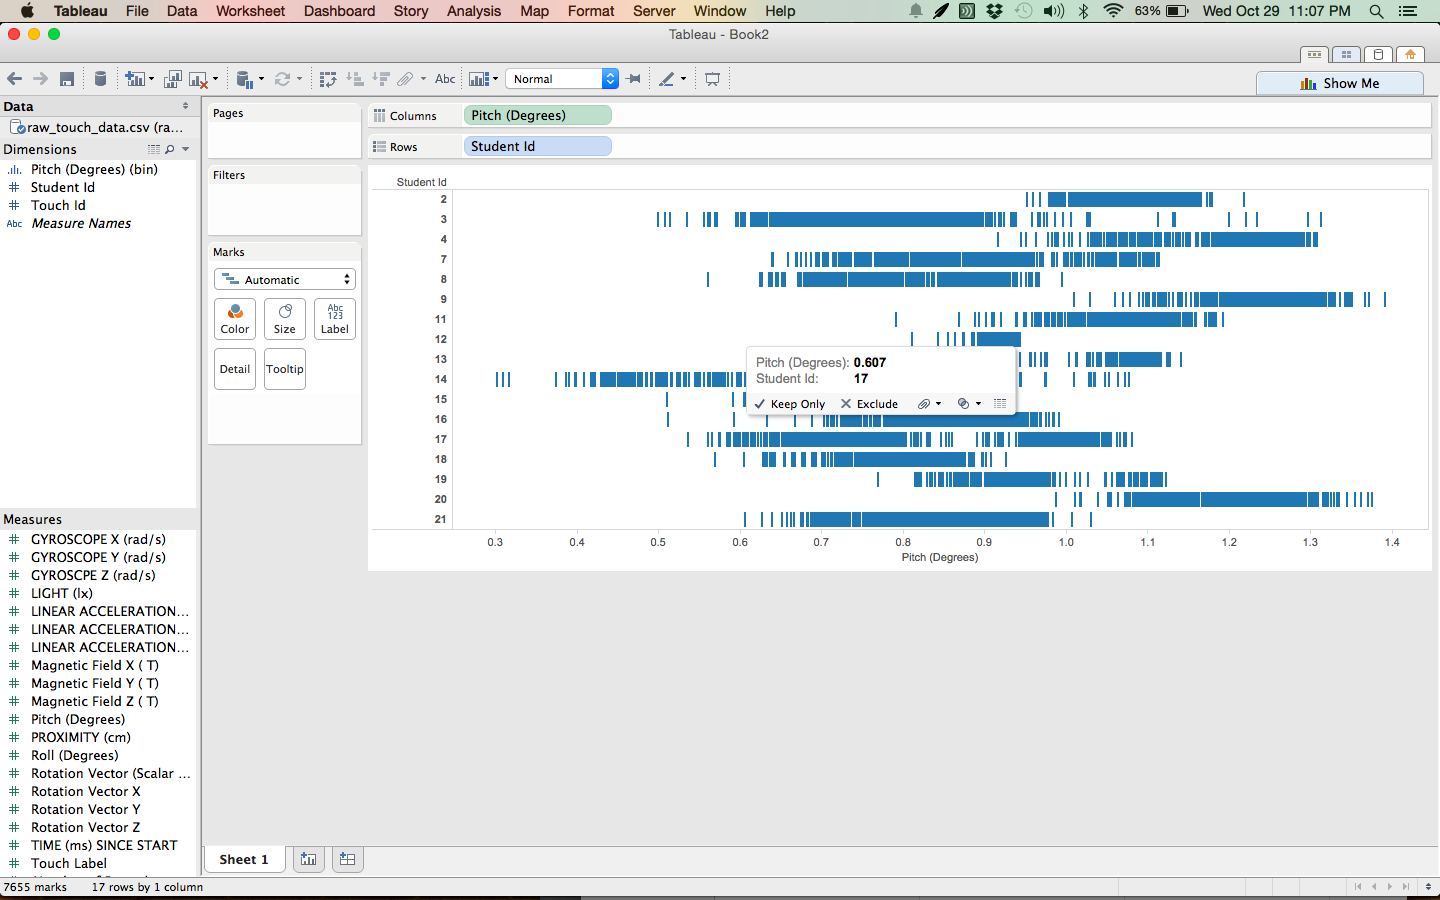 Tableau File Data Worksheet Dashboard Story Analysis Map Format Server Window Help 63% Wed Oct 29 11:07 PM
Tableau - Book2
Abc Normal Show Me
Data
raw_touch_data.csv (ra...
Dimensions
Pitch (Degrees) (bin)
Student Id
Touch Id
Abc Measure Names
Measures
GYROSCOPE X (rad/s)
GYROSCOPE Y (rad/s)
GYROSCPE Z (rad/s)
LIGHT (lx)
LINEAR ACCELERATION...
LINEAR ACCELERATION...
LINEAR ACCELERATION...
Magnetic Field X ( T)
Magnetic Field Y ( T)
Magnetic Field Z ( T)
Pitch (Degrees)
PROXIMITY (cm)
Roll (Degrees)
Rotation Vector (Scalar ...
Rotation Vector X
Rotation Vector Y
Rotation Vector Z
TIME (ms) SINCE START
Touch Label
Pages
Filters
Marks
Automatic
Color Size Abc 123 Label
Detail Tooltip
Columns Pitch (Degrees)
Rows Student Id
Student Id
2
3
4
7
8
9
11
12
13
14
15
16
17
18
19
20
21
Pitch (Degrees): 0.607
Student Id: 17
Keep Only Exclude
0.3 0.4 0.5 0.6 0.7 0.8 0.9 1.0 1.1 1.2 1.3 1.4
Pitch (Degrees)
Sheet 1
7655 marks 17 rows by 1 column